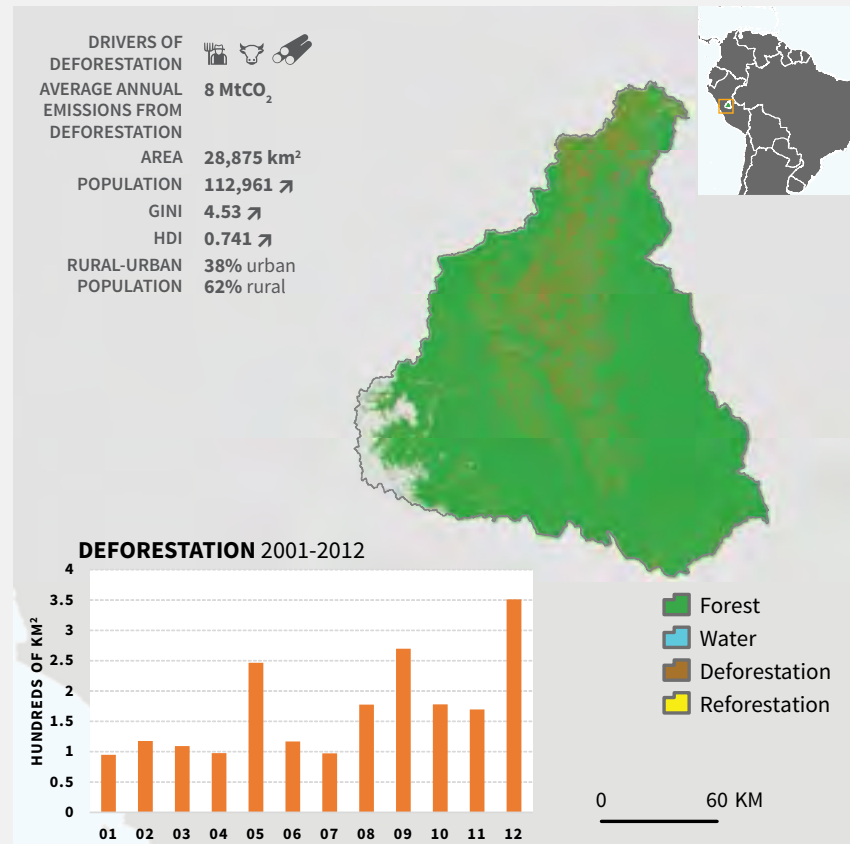 DRIVERS OF
DEFORESTATION
AVERAGE ANNUAL 8 MtCO₂
EMISSIONS FROM
DEFORESTATION
AREA 28,875 km²
POPULATION 112,961 ↗
GINI 4.53 ↗
HDI 0.741 ↗
RURAL-URBAN 38% urban
POPULATION 62% rural
DEFORESTATION 2001-2012
HUNDREDS OF KM²
4
3.5
3
2.5
2
1.5
1
0.5
0
01 02 03 04 05 06 07 08 09 10 11 12
Forest
Water
Deforestation
Reforestation
0 60 KM